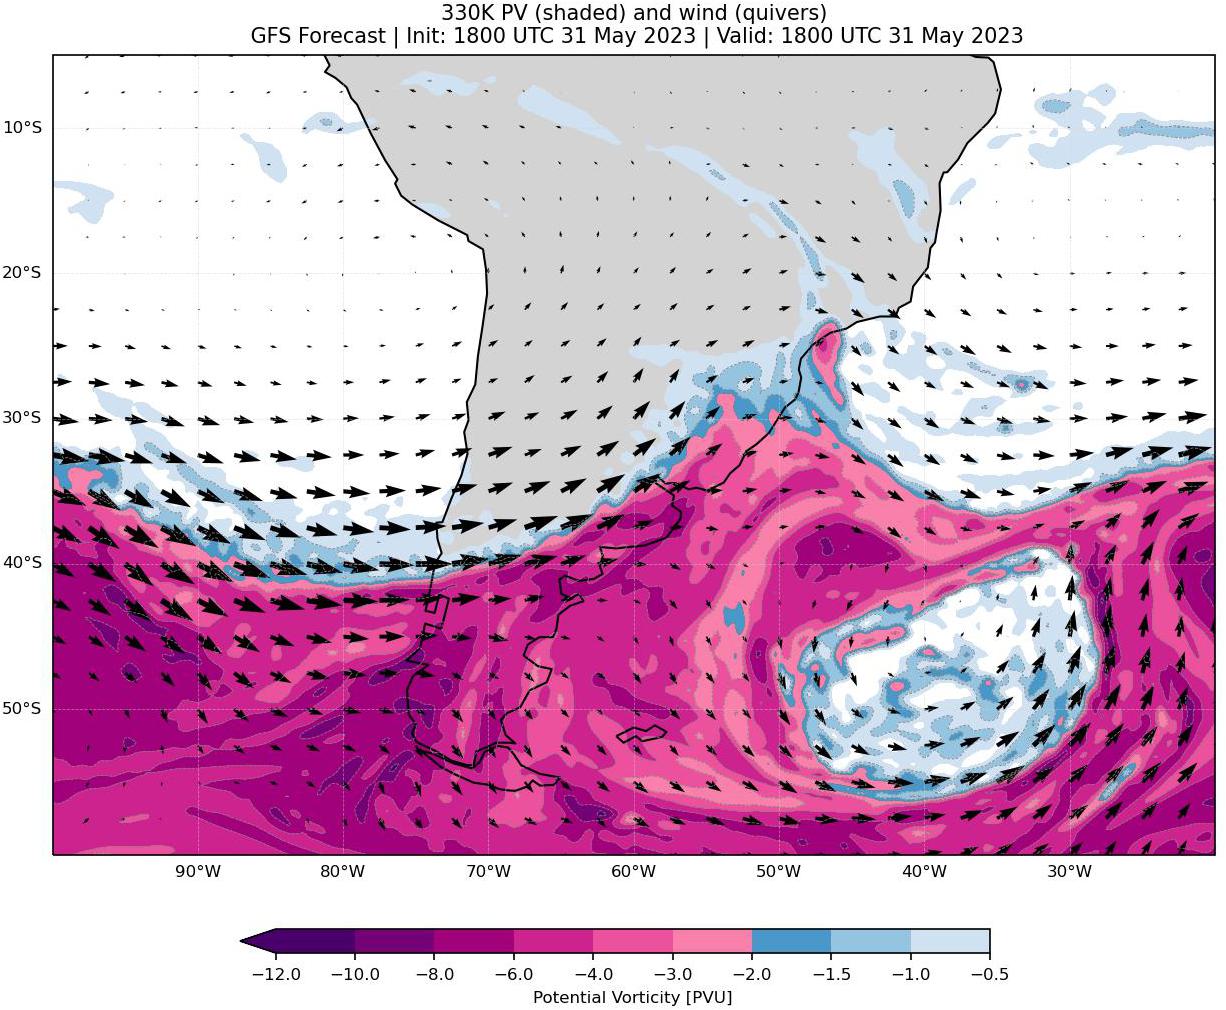 330K PV (shaded) and wind (quivers)
GFS Forecast | Init: 1800 UTC 31 May 2023 | Valid: 1800 UTC 31 May 2023
10°S
20°S
30°S
40°S
50°S
90°W 80°W 70°W 60°W 50°W 40°W 30°W
−12.0 −10.0 −8.0 −6.0 −4.0 −3.0 −2.0 −1.5 −1.0 −0.5
Potential Vorticity [PVU]